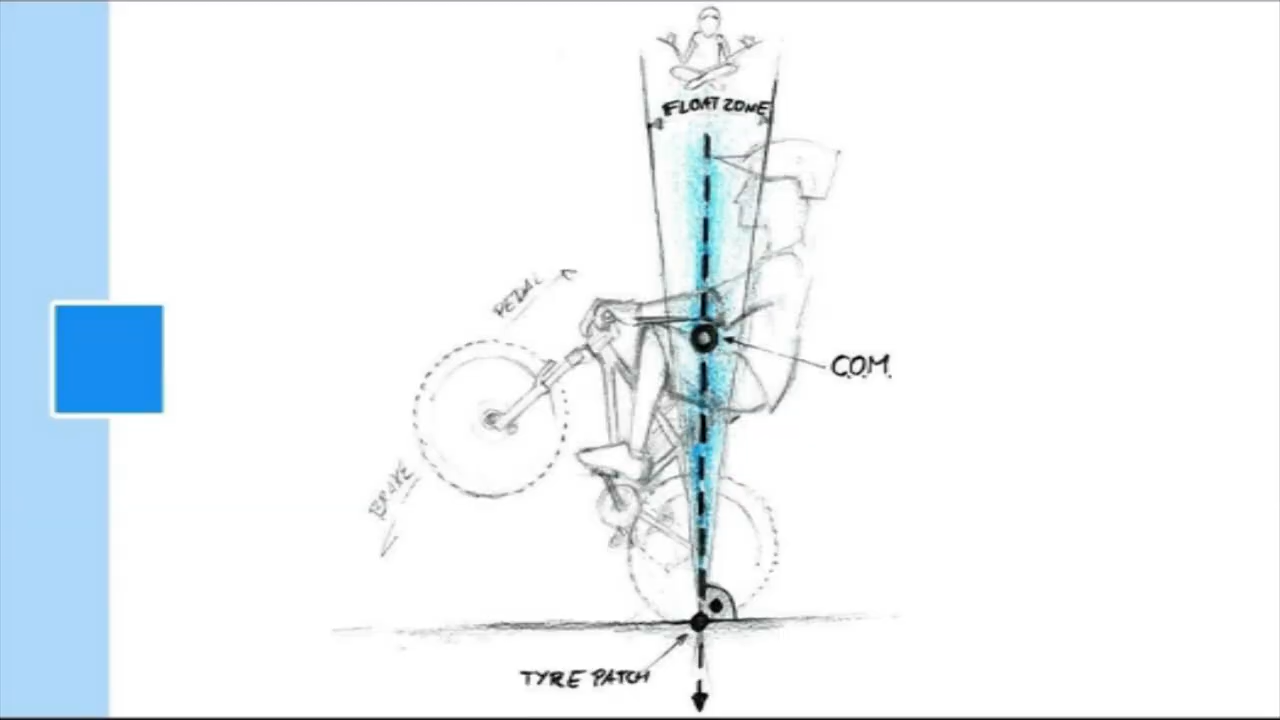 FLOAT ZONE
PEDAL
C.O.M.
BRAKE
TYRE PATCH